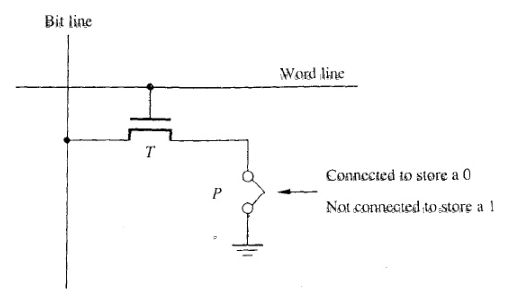 Bit line
Word line
T
P
Connected to store a 0
Not connected to store a 1